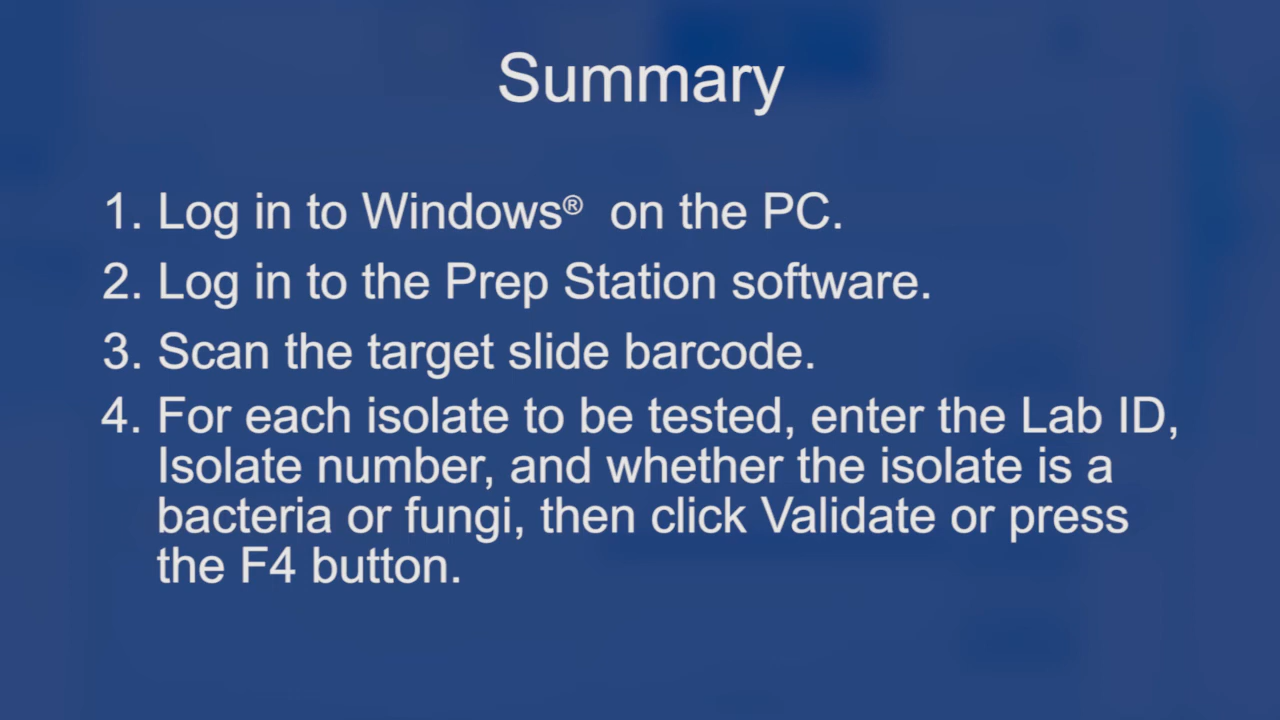 Summary
1. Log in to Windows® on the PC.
2. Log in to the Prep Station software.
3. Scan the target slide barcode.
4. For each isolate to be tested, enter the Lab ID,
Isolate number, and whether the isolate is a
bacteria or fungi, then click Validate or press
the F4 button.